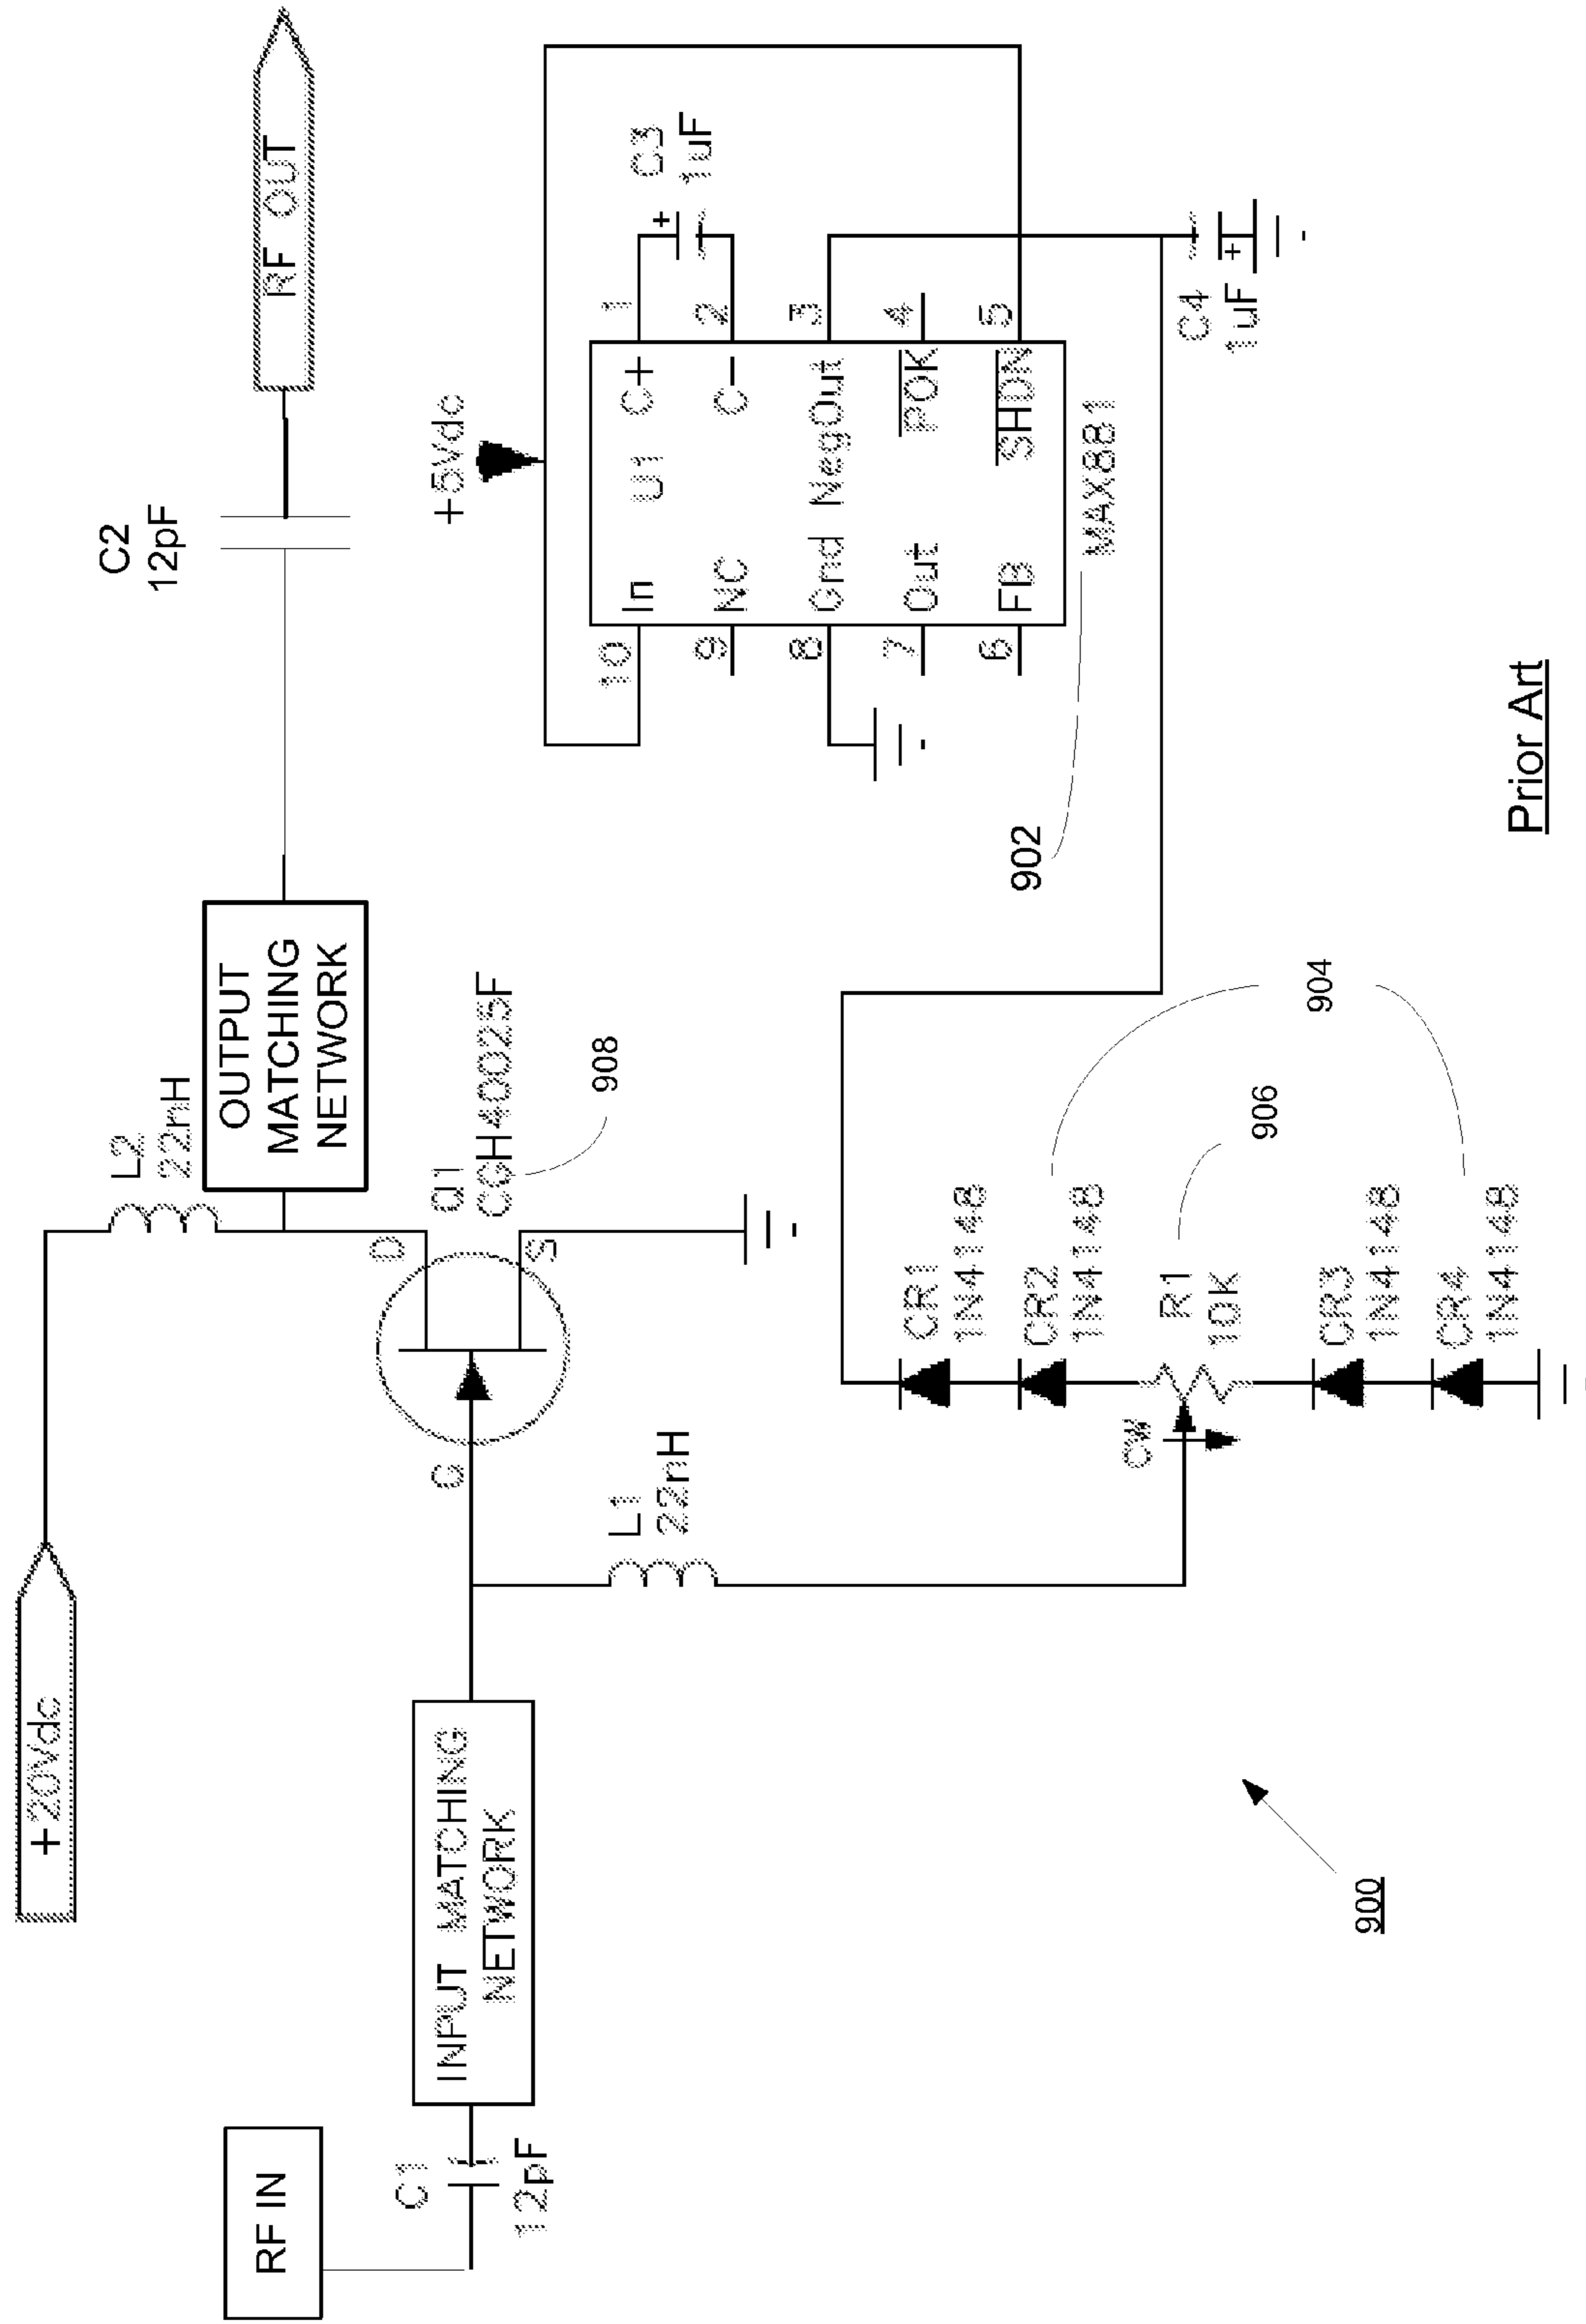 +20Vdc
L2
22nH
C2
12pF
RF OUT
OUTPUT
MATCHING
NETWORK
RF IN
C1
12pF
INPUT MATCHING
NETWORK
G
D
S
Q1
CGH40025F
908
L1
22nH
+5Vdc
10
In
U1
C+
1
9
NC
C-
2
8
Gnd
NegOut
3
7
Out
POK
4
6
FB
SHDN
5
C3
1uF
+
MAX881
902
C4
1uF
+
CR1
1N4148
CR2
1N4148
R1
10K
CW
CR3
1N4148
CR4
1N4148
904
906
900
Prior Art